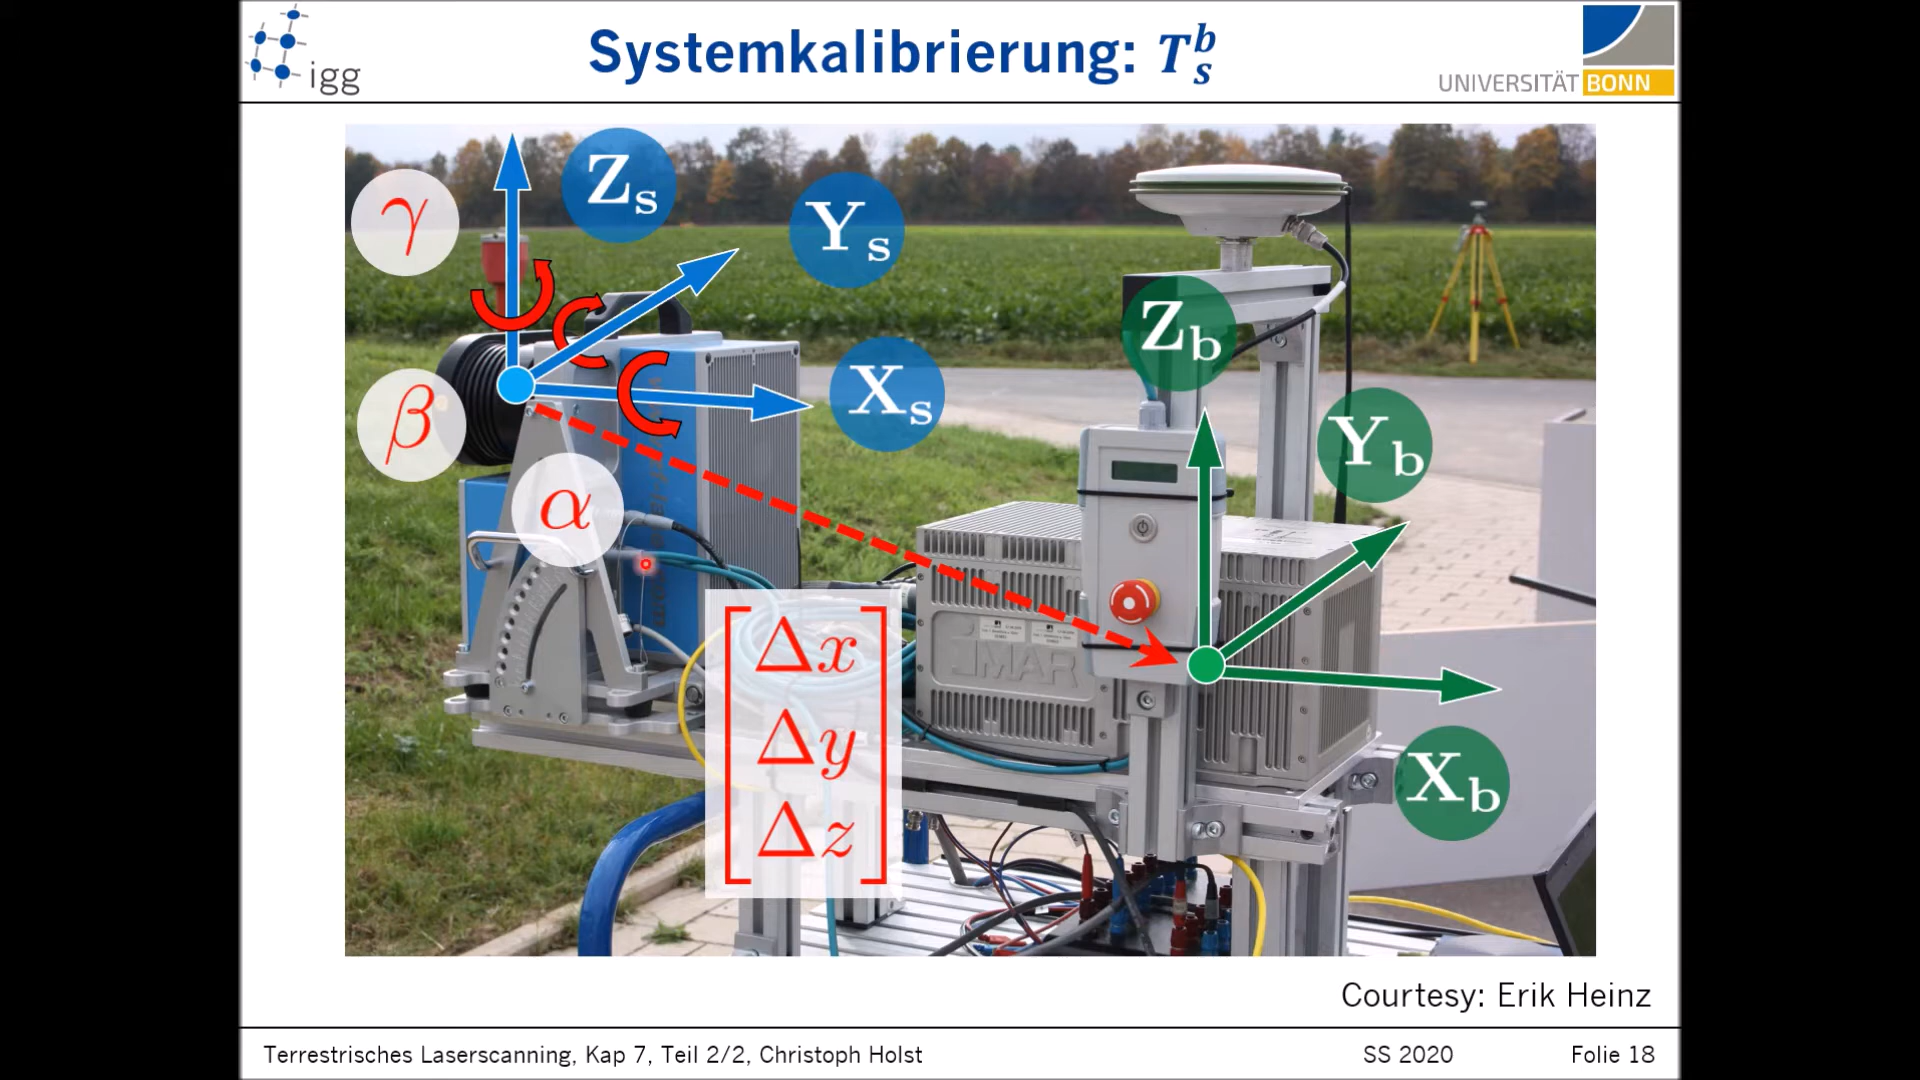 igg
Systemkalibrierung: T_s^b
UNIVERSITÄT BONN
γ
Z_s
Y_s
β
X_s
α
Z_b
Y_b
iMAR
Δx
Δy
Δz
X_b
Courtesy: Erik Heinz
Terrestrisches Laserscanning, Kap 7, Teil 2/2, Christoph Holst
SS 2020
Folie 18